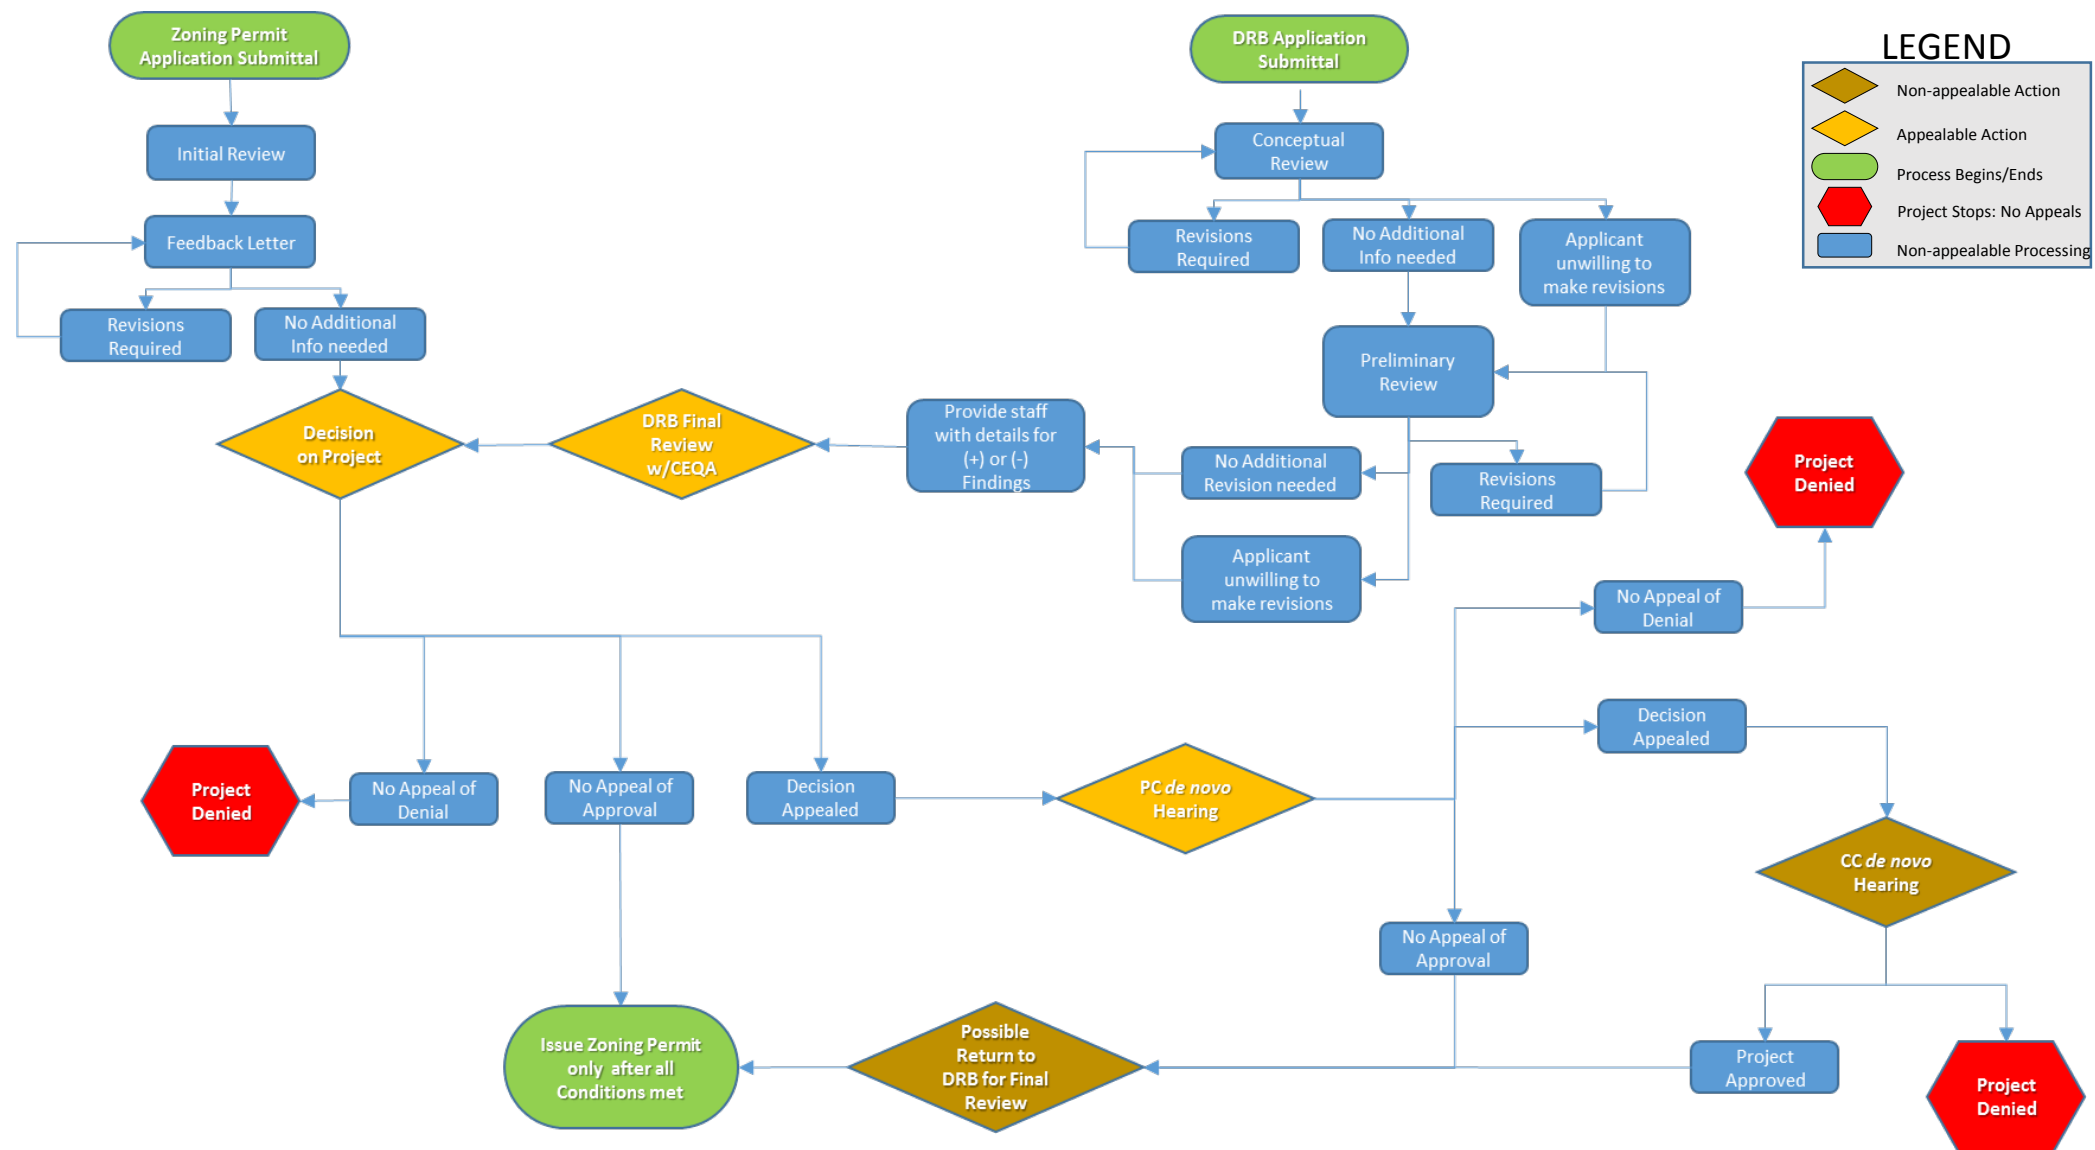 Zoning Permit
Application Submittal
Initial Review
Feedback Letter
Revisions
Required
No Additional
Info needed
Decision
on Project
DRB Final
Review
w/CEQA
Provide staff
with details for
(+) or (-)
Findings
DRB Application
Submittal
Conceptual
Review
Revisions
Required
No Additional
Info needed
Applicant
unwilling to
make revisions
Preliminary
Review
No Additional
Revision needed
Revisions
Required
Applicant
unwilling to
make revisions
LEGEND
Non-appealable Action
Appealable Action
Process Begins/Ends
Project Stops: No Appeals
Non-appealable Processing
Project
Denied
No Appeal of
Denial
Decision
Appealed
Project
Denied
No Appeal of
Denial
No Appeal of
Approval
Decision
Appealed
PC de novo
Hearing
CC de novo
Hearing
No Appeal of
Approval
Issue Zoning Permit
only after all
Conditions met
Possible
Return to
DRB for Final
Review
Project
Approved
Project
Denied